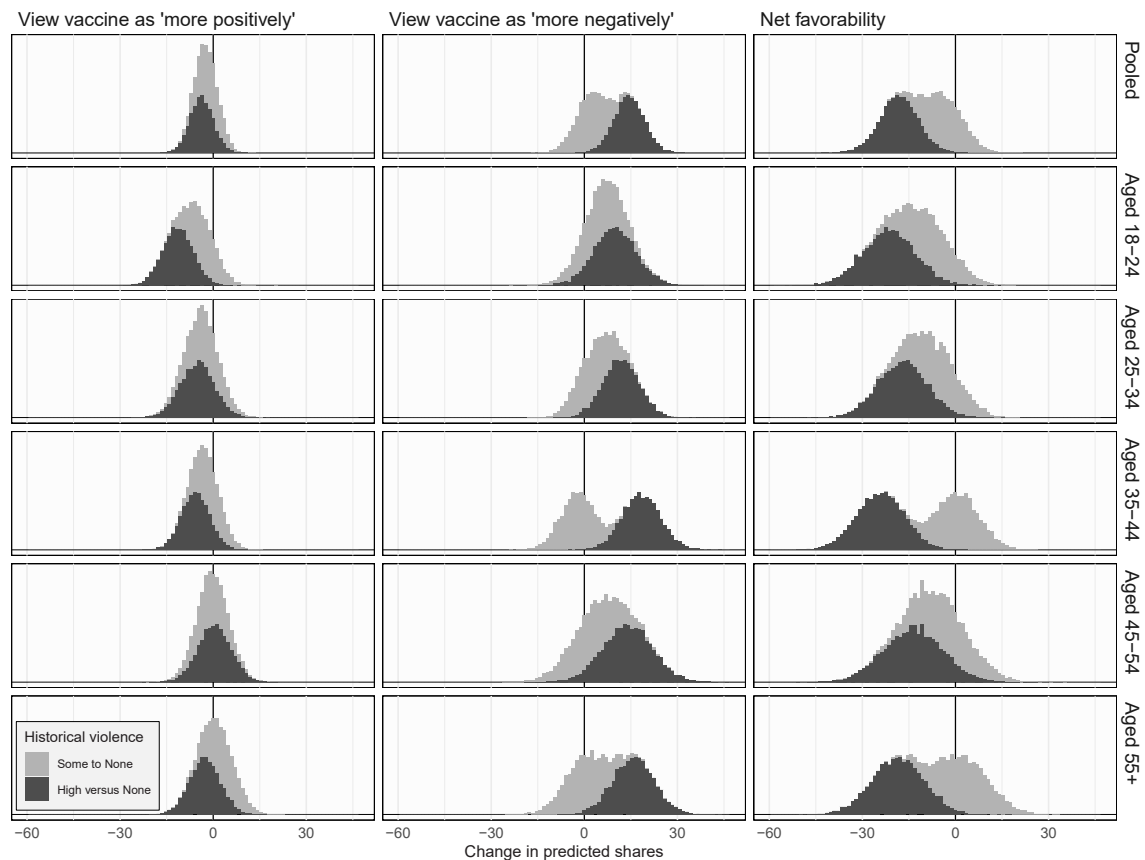 View vaccine as 'more positively'
View vaccine as 'more negatively'
Net favorability
Pooled
Aged 18−24
Aged 25−34
Aged 35−44
Aged 45−54
Aged 55+
Historical violence
Some to None
High versus None
−60 −30 0 30 −60 −30 0 30 −60 −30 0 30
Change in predicted shares